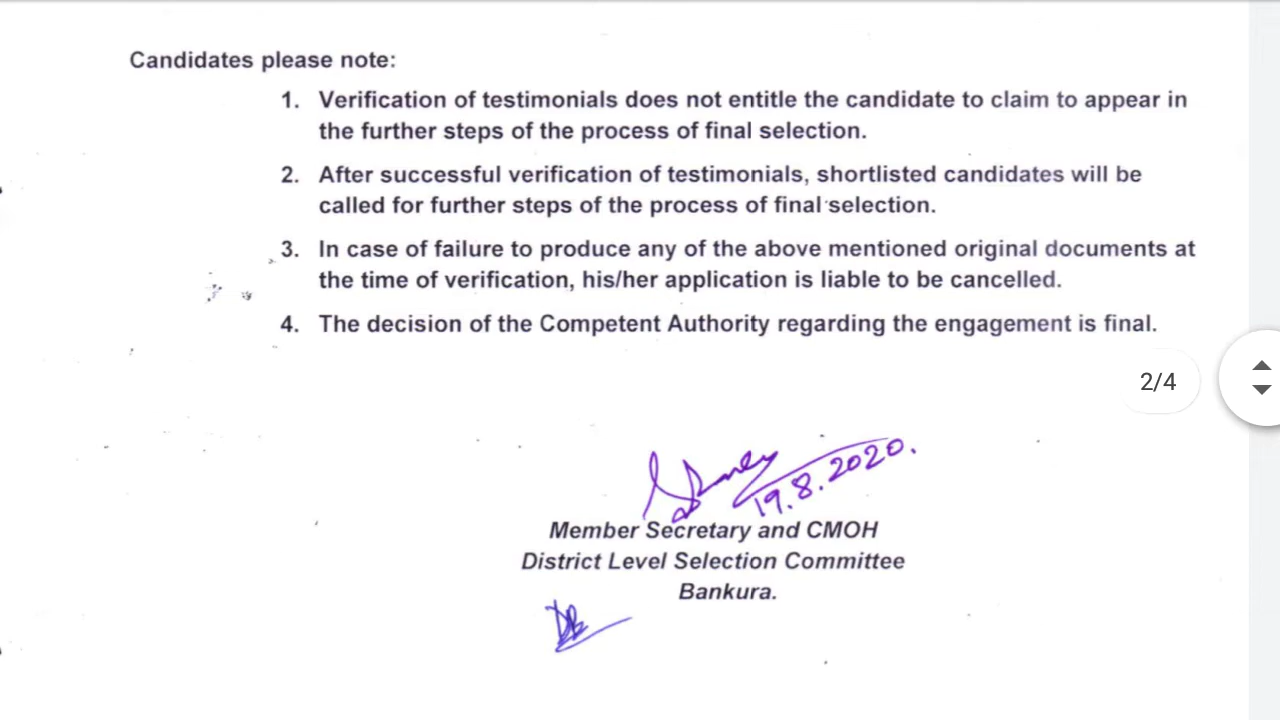 Candidates please note:
1. Verification of testimonials does not entitle the candidate to claim to appear in
the further steps of the process of final selection.
2. After successful verification of testimonials, shortlisted candidates will be
called for further steps of the process of final selection.
3. In case of failure to produce any of the above mentioned original documents at
the time of verification, his/her application is liable to be cancelled.
4. The decision of the Competent Authority regarding the engagement is final.
2/4
19.8.2020.
Member Secretary and CMOH
District Level Selection Committee
Bankura.